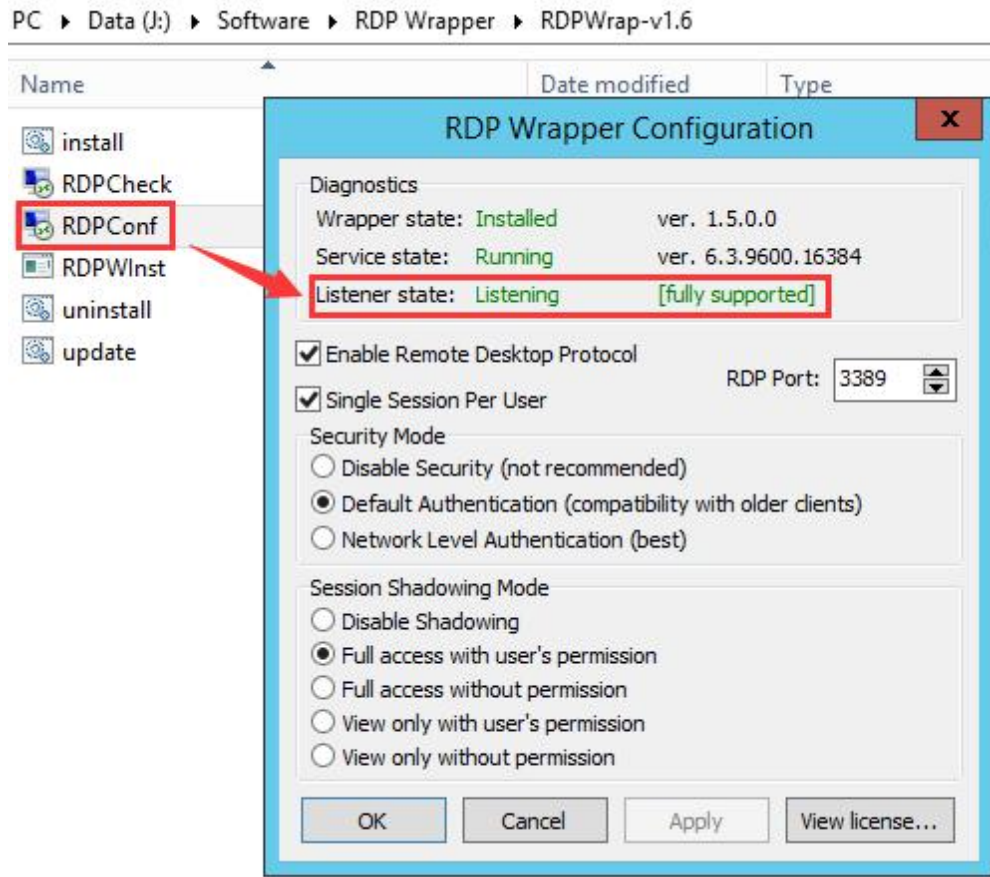 PC ▸ Data (J:) ▸ Software ▸ RDP Wrapper ▸ RDPWrap-v1.6
Name Date modified Type
install
RDPCheck
RDPConf
RDPWInst
uninstall
update
RDP Wrapper Configuration x
Diagnostics
Wrapper state: Installed ver. 1.5.0.0
Service state: Running ver. 6.3.9600.16384
Listener state: Listening [fully supported]
Enable Remote Desktop Protocol
RDP Port: 3389
Single Session Per User
Security Mode
Disable Security (not recommended)
Default Authentication (compatibility with older clients)
Network Level Authentication (best)
Session Shadowing Mode
Disable Shadowing
Full access with user's permission
Full access without permission
View only with user's permission
View only without permission
OK Cancel Apply View license...